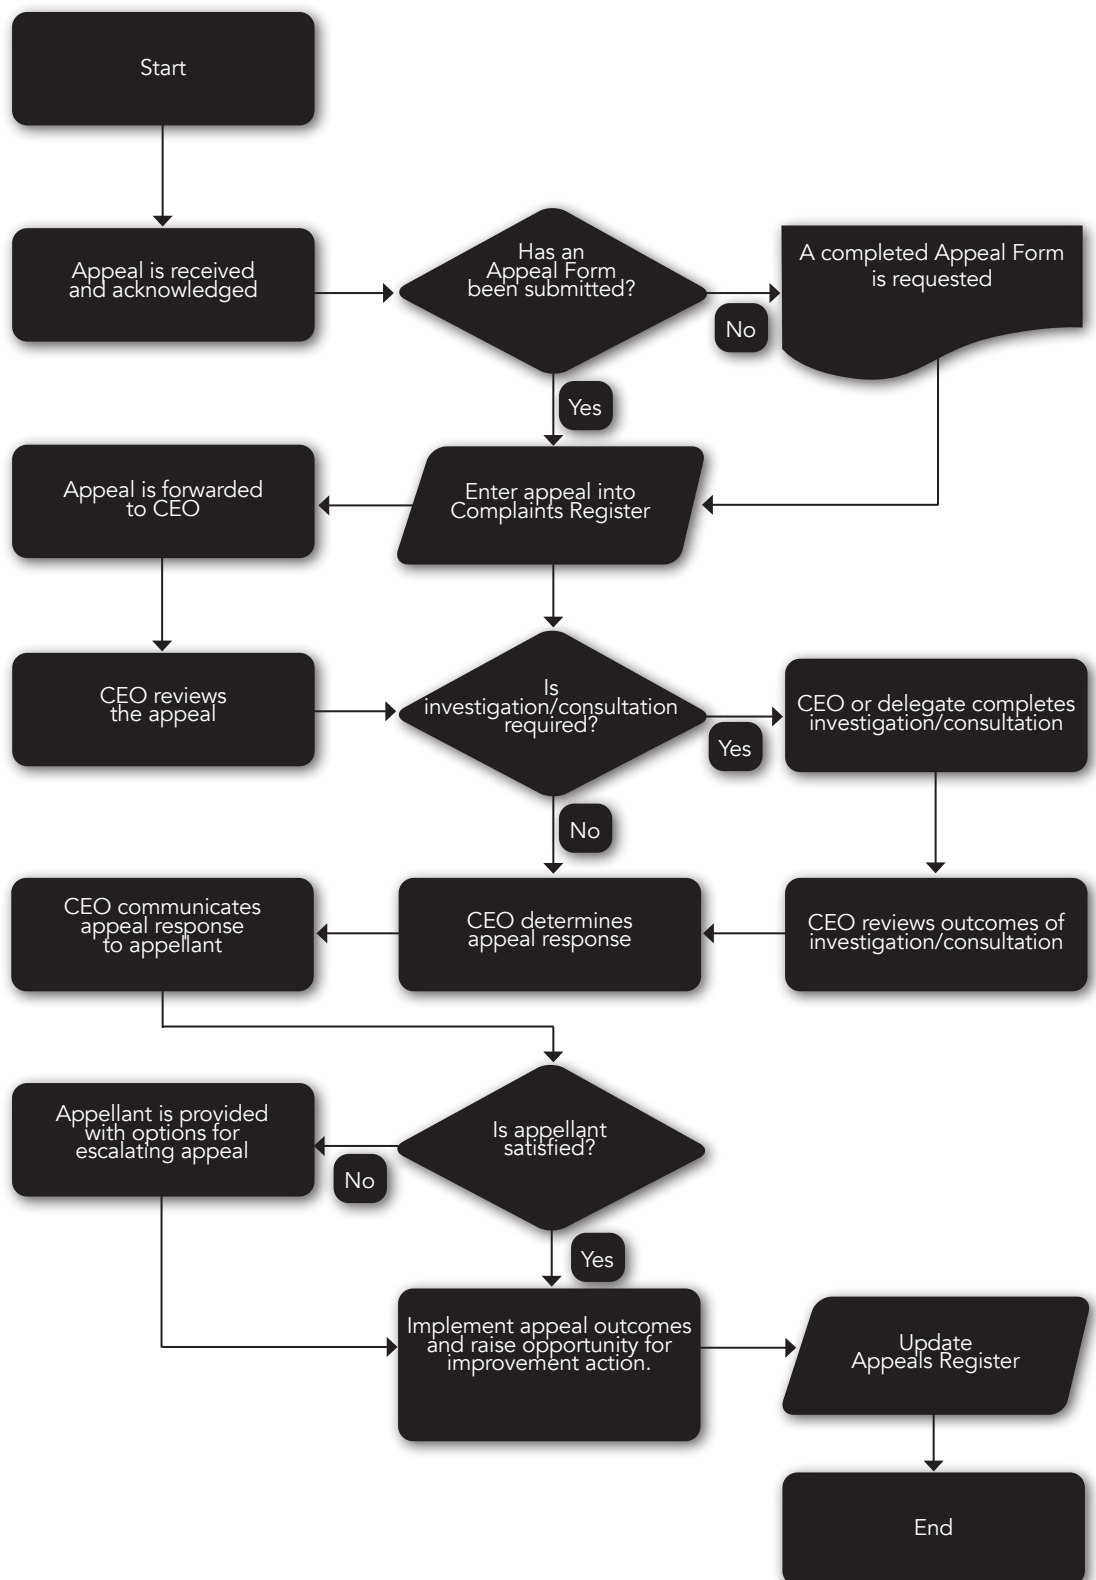 Start
Appeal is received
and acknowledged
Has an
Appeal Form
been submitted?
No
A completed Appeal Form
is requested
Yes
Appeal is forwarded
to CEO
Enter appeal into
Complaints Register
CEO reviews
the appeal
Is
investigation/consultation
required?
Yes
CEO or delegate completes
investigation/consultation
No
CEO communicates
appeal response
to appellant
CEO determines
appeal response
CEO reviews outcomes of
investigation/consultation
Appellant is provided
with options for
escalating appeal
No
Is appellant
satisfied?
Yes
Implement appeal outcomes
and raise opportunity for
improvement action.
Update
Appeals Register
End